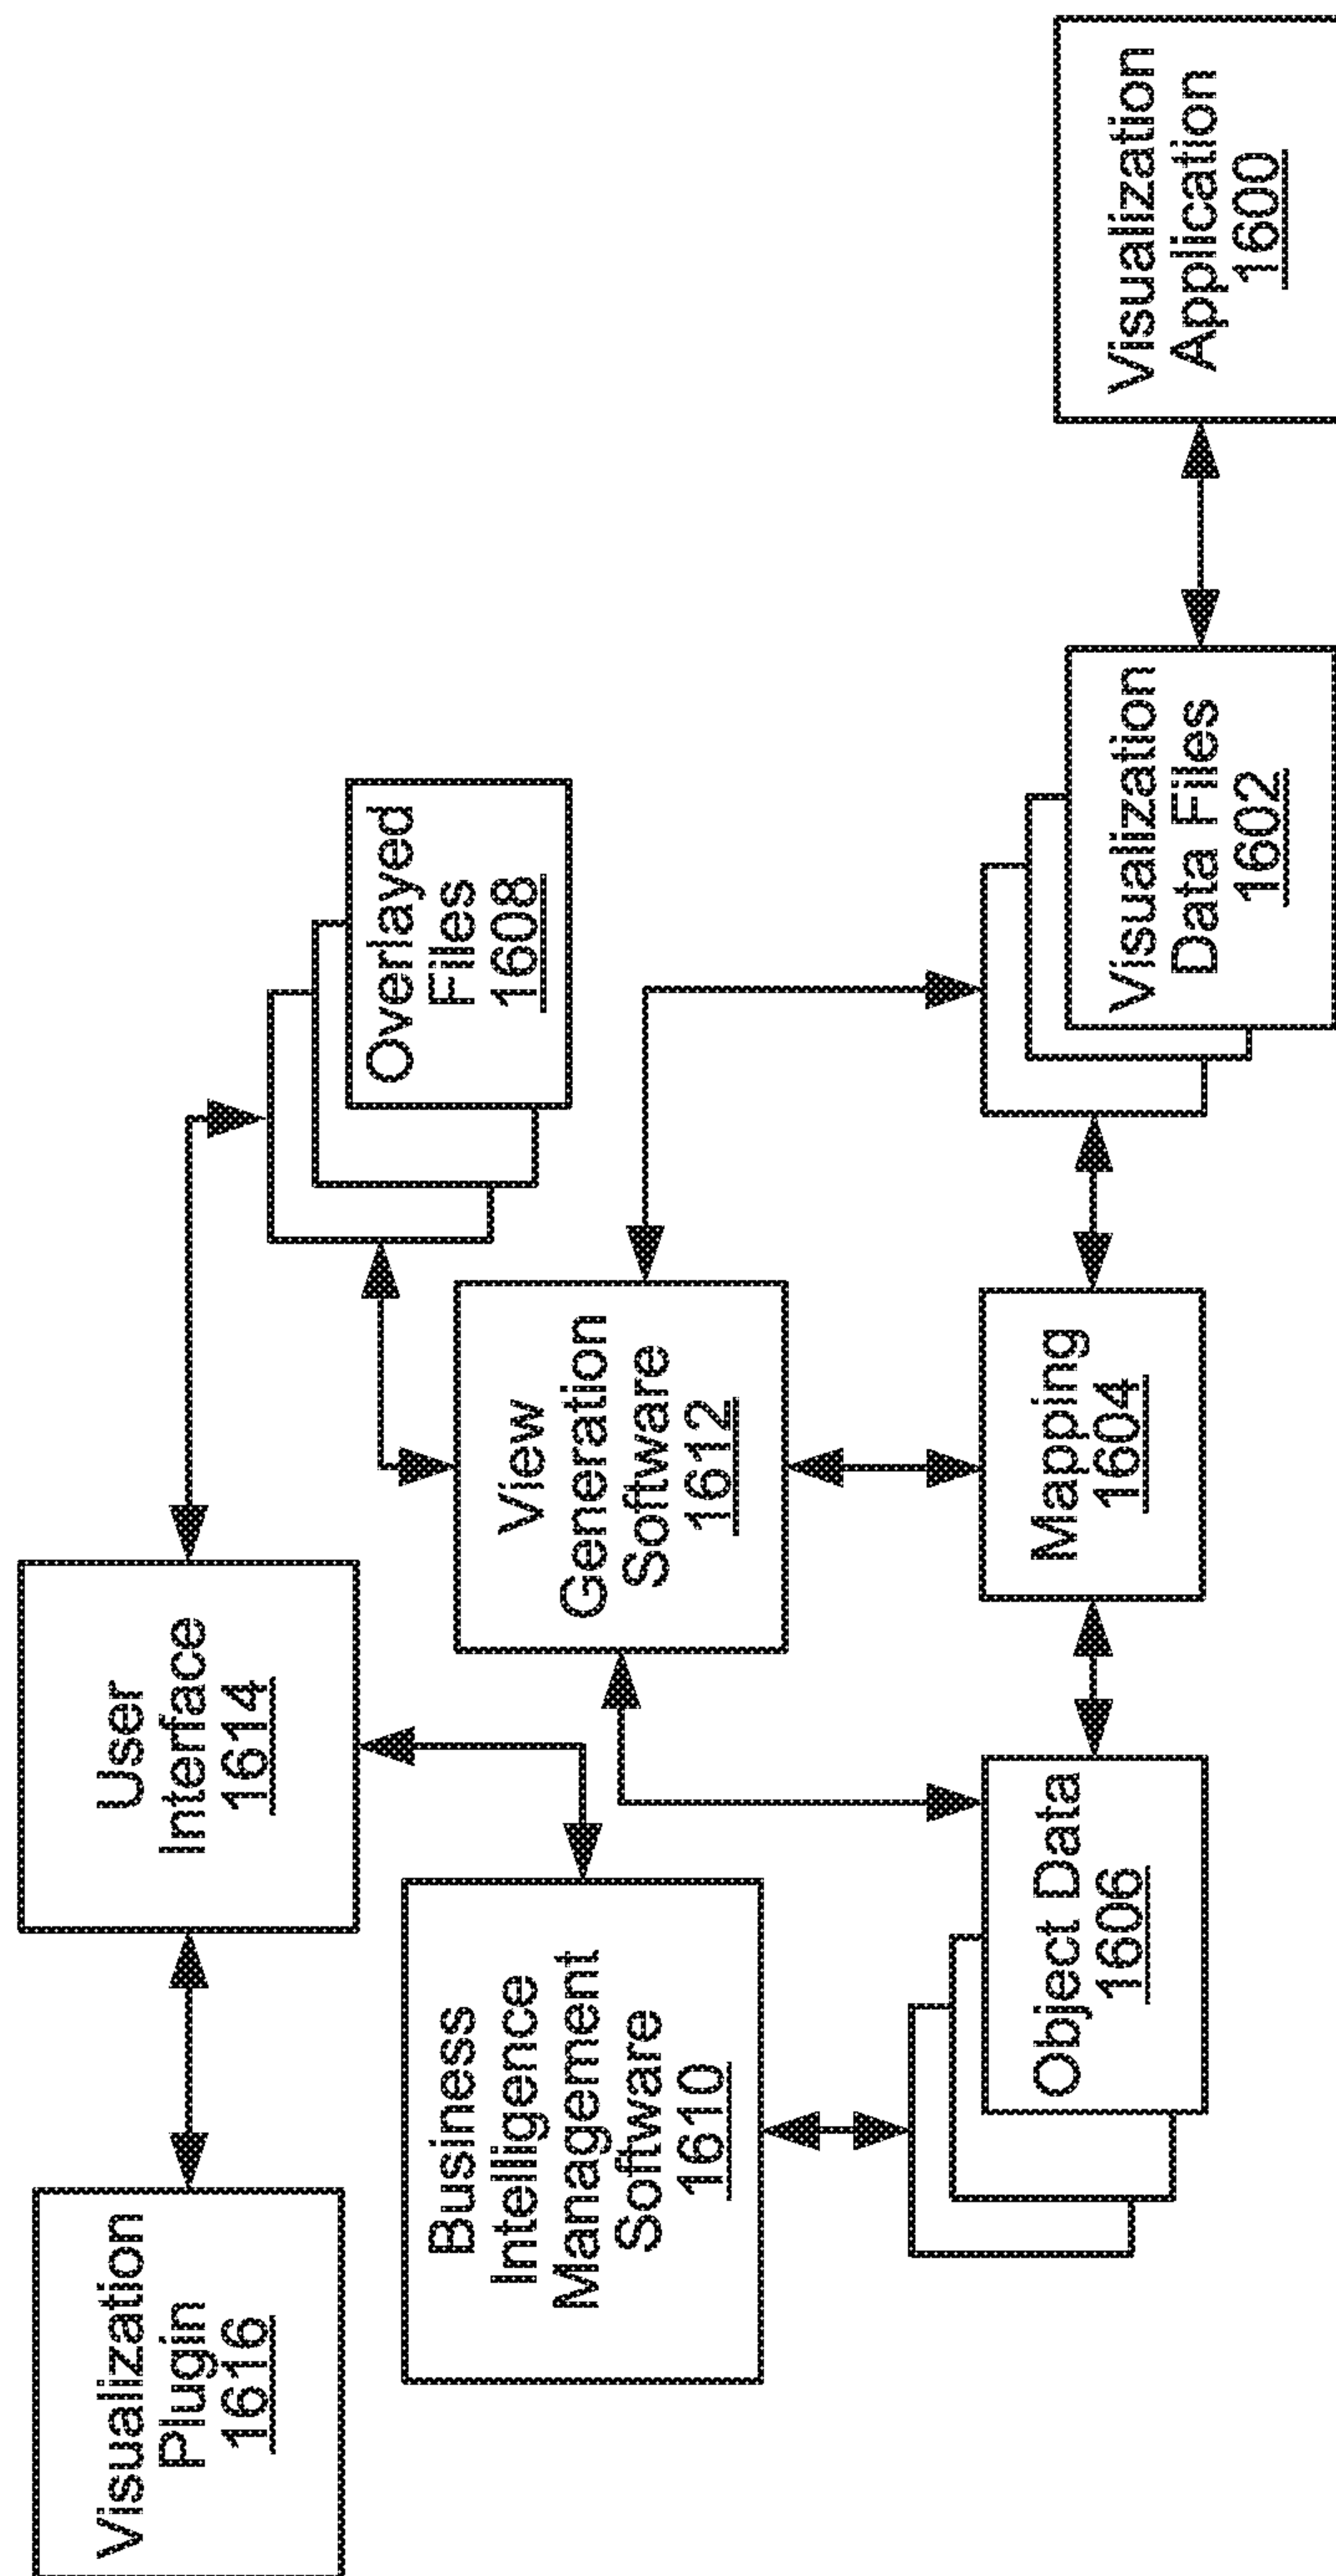 Visualization
Plugin
1616
User
Interface
1614
Overlayed
Files
1608
Business
Intelligence
Management
Software
1610
View
Generation
Software
1612
Object Data
1606
Mapping
1604
Visualization
Data Files
1602
Visualization
Application
1600